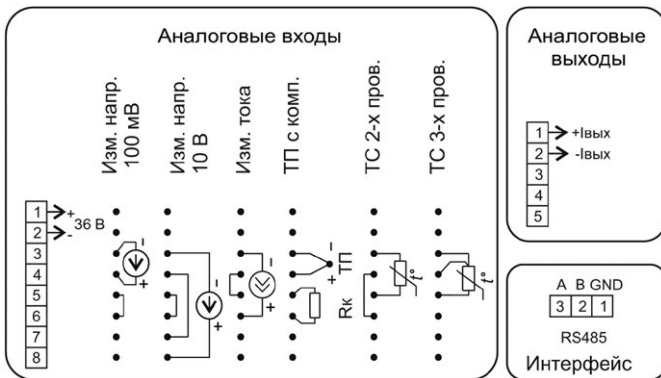 Аналоговые входы
Изм. напр.
100 мВ
Изм. напр.
10 В
Изм. тока
ТП с комп.
ТС 2-х пров.
ТС 3-х пров.
1
+
36 В
2
-
3
4
5
6
7
8
-
+
-
+
-
+
-
ТП
+
Rк
t°
t°
Аналоговые
выходы
1 +Iвых
2 -Iвых
3
4
5
A B GND
3 2 1
RS485
Интерфейс